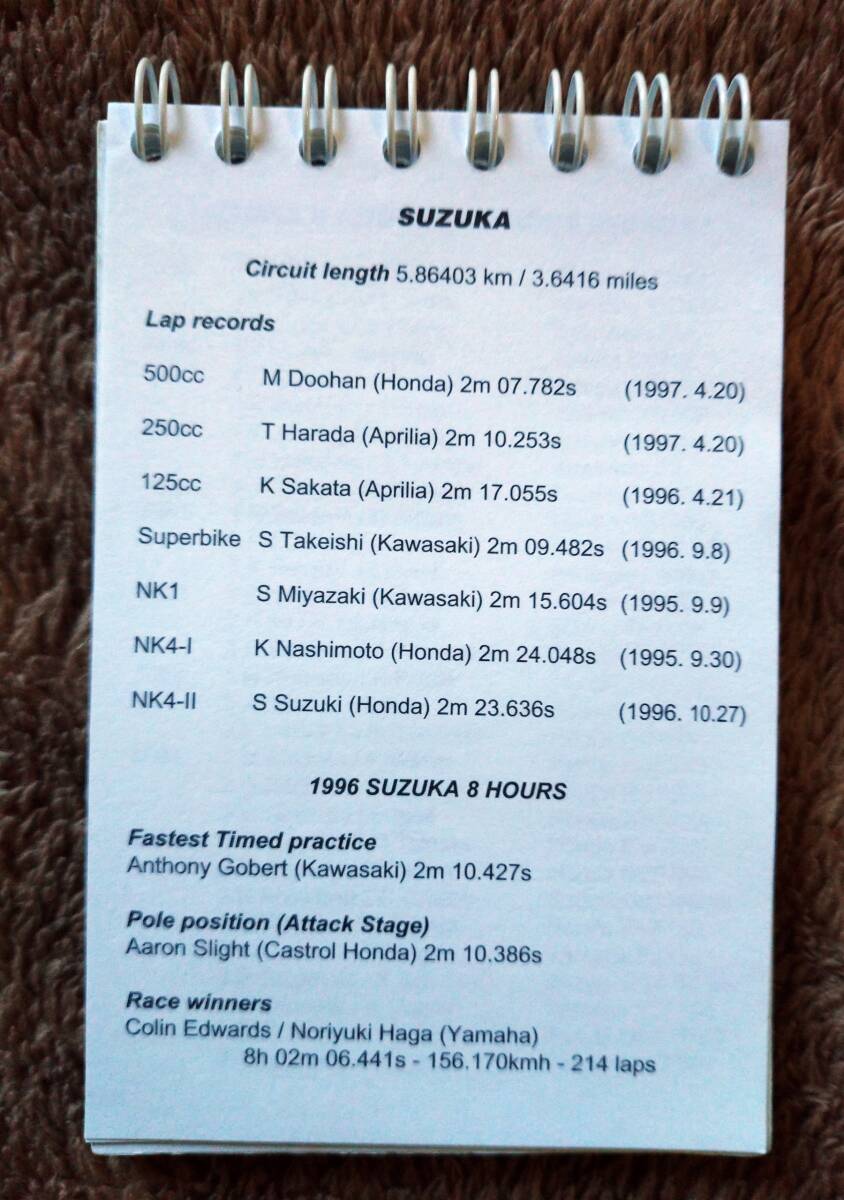 SUZUKA
Circuit length 5.86403 km / 3.6416 miles
Lap records
500cc M Doohan (Honda) 2m 07.782s (1997. 4.20)
250cc T Harada (Aprilia) 2m 10.253s (1997. 4.20)
125cc K Sakata (Aprilia) 2m 17.055s (1996. 4.21)
Superbike S Takeishi (Kawasaki) 2m 09.482s (1996. 9.8)
NK1 S Miyazaki (Kawasaki) 2m 15.604s (1995. 9.9)
NK4-I K Nashimoto (Honda) 2m 24.048s (1995. 9.30)
NK4-II S Suzuki (Honda) 2m 23.636s (1996. 10.27)
1996 SUZUKA 8 HOURS
Fastest Timed practice
Anthony Gobert (Kawasaki) 2m 10.427s
Pole position (Attack Stage)
Aaron Slight (Castrol Honda) 2m 10.386s
Race winners
Colin Edwards / Noriyuki Haga (Yamaha)
8h 02m 06.441s - 156.170kmh - 214 laps